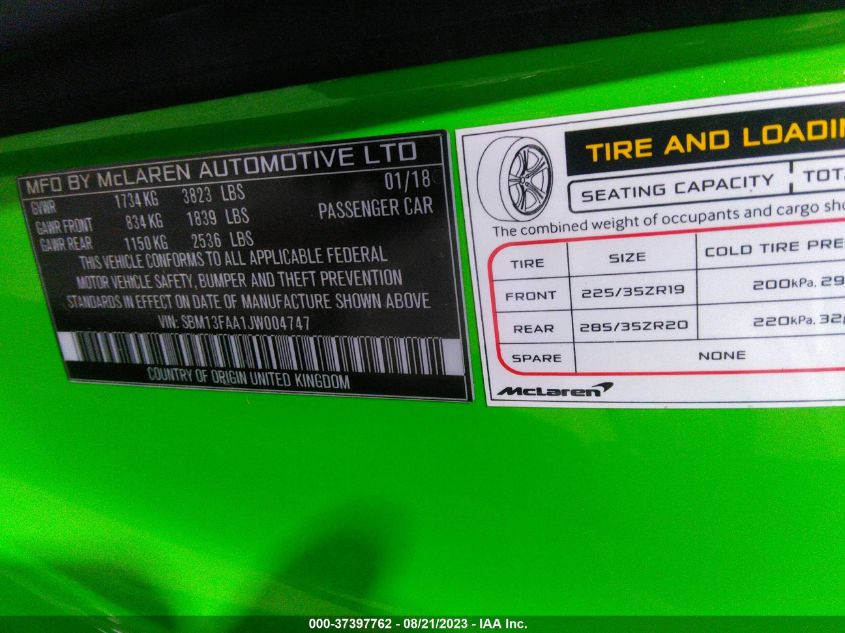 MFD BY McLAREN AUTOMOTIVE LTD
GVWR 1734 KG 3823 LBS 01/18
GAWR FRONT 834 KG 1839 LBS PASSENGER CAR
GAWR REAR 1150 KG 2536 LBS
THIS VEHICLE CONFORMS TO ALL APPLICABLE FEDERAL
MOTOR VEHICLE SAFETY, BUMPER AND THEFT PREVENTION
STANDARDS IN EFFECT ON DATE OF MANUFACTURE SHOWN ABOVE
VIN: SBM13FAA1JW004747
COUNTRY OF ORIGIN UNITED KINGDOM
TIRE AND LOADIN
SEATING CAPACITY TOT
The combined weight of occupants and cargo sho
TIRE SIZE COLD TIRE PRE
FRONT 225/35ZR19 200kPa, 29
REAR 285/35ZR20 220kPa, 32
SPARE NONE
McLaren
000-37397762 - 08/21/2023 - IAA Inc.